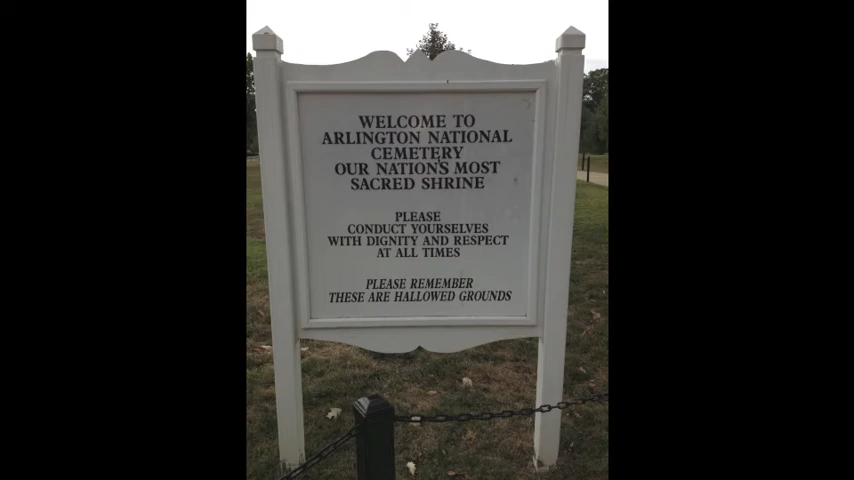 WELCOME TO
ARLINGTON NATIONAL
CEMETERY
OUR NATION'S MOST
SACRED SHRINE
PLEASE
CONDUCT YOURSELVES
WITH DIGNITY AND RESPECT
AT ALL TIMES
PLEASE REMEMBER
THESE ARE HALLOWED GROUNDS